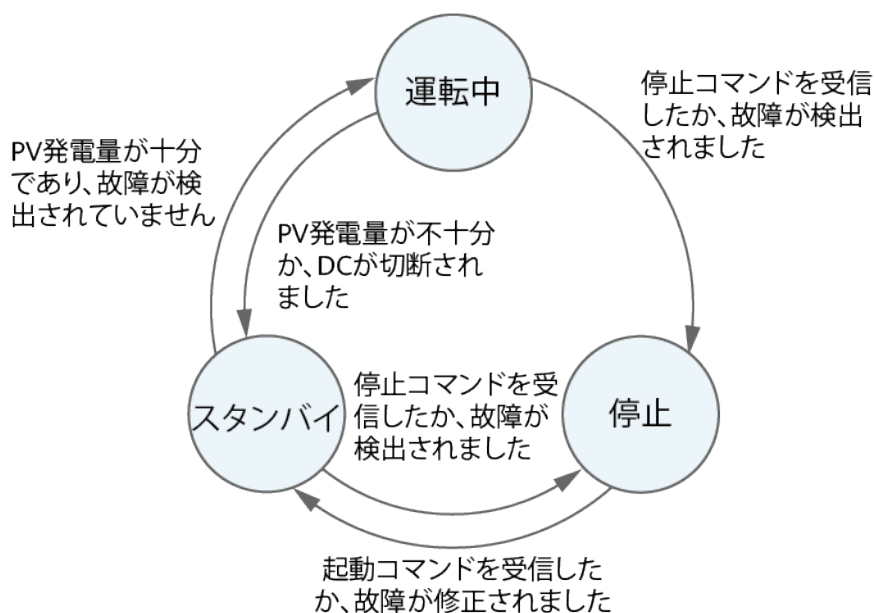 運転中
停止コマンドを受信
したか、故障が検出
されました
PV発電量が十分
であり、故障が検
出されていません
PV発電量が不十分
か、DCが切断され
ました
スタンバイ
停止コマンドを受
信したか、故障が
検出されました
停止
起動コマンドを受信した
か、故障が修正されました